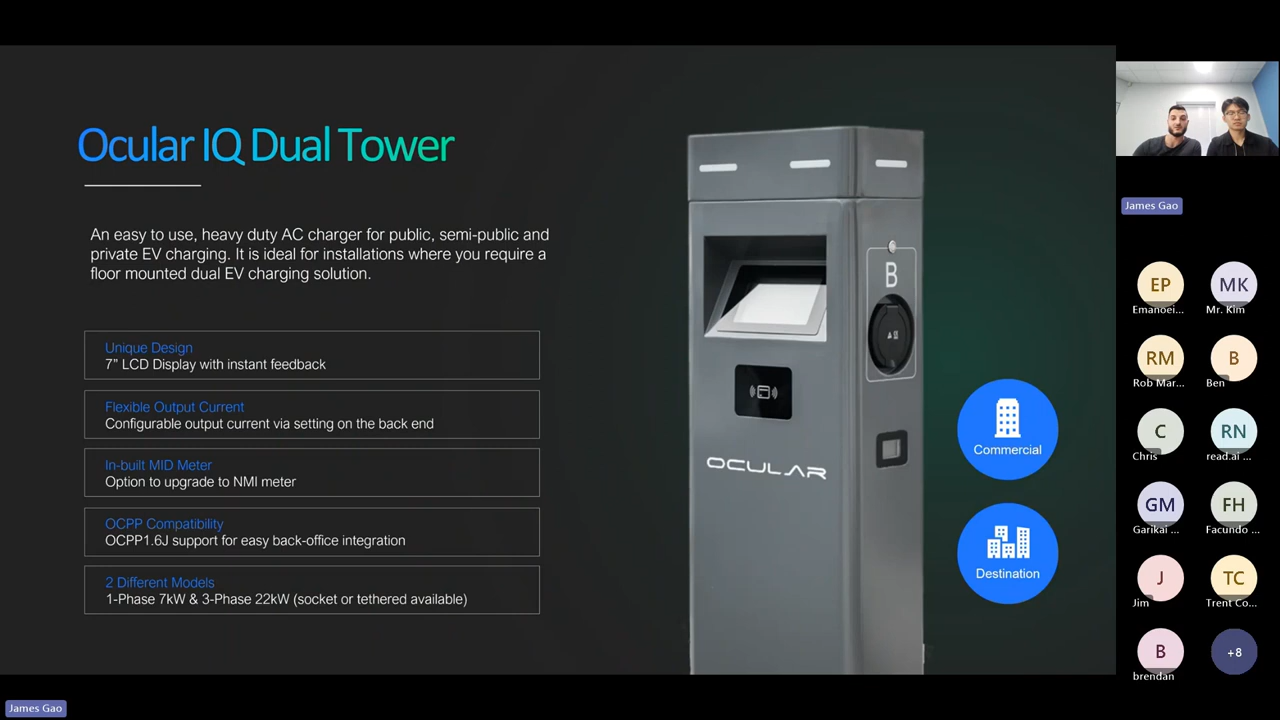 Ocular IQ Dual Tower
An easy to use, heavy duty AC charger for public, semi-public and
private EV charging. It is ideal for installations where you require a
floor mounted dual EV charging solution.
Unique Design
7” LCD Display with instant feedback
Flexible Output Current
Configurable output current via setting on the back end
In-built MID Meter
Option to upgrade to NMI meter
OCPP Compatibility
OCPP1.6J support for easy back-office integration
2 Different Models
1-Phase 7kW & 3-Phase 22kW (socket or tethered available)
B
OCULAR
Commercial
Destination
James Gao
EP
Emanoei...
MK
Mr. Kim
RM
Rob Mar...
B
Ben
C
Chris
RN
read.ai ...
GM
Garikai ...
FH
Facundo ...
J
Jim
TC
Trent Co...
B
brendan
+8
James Gao